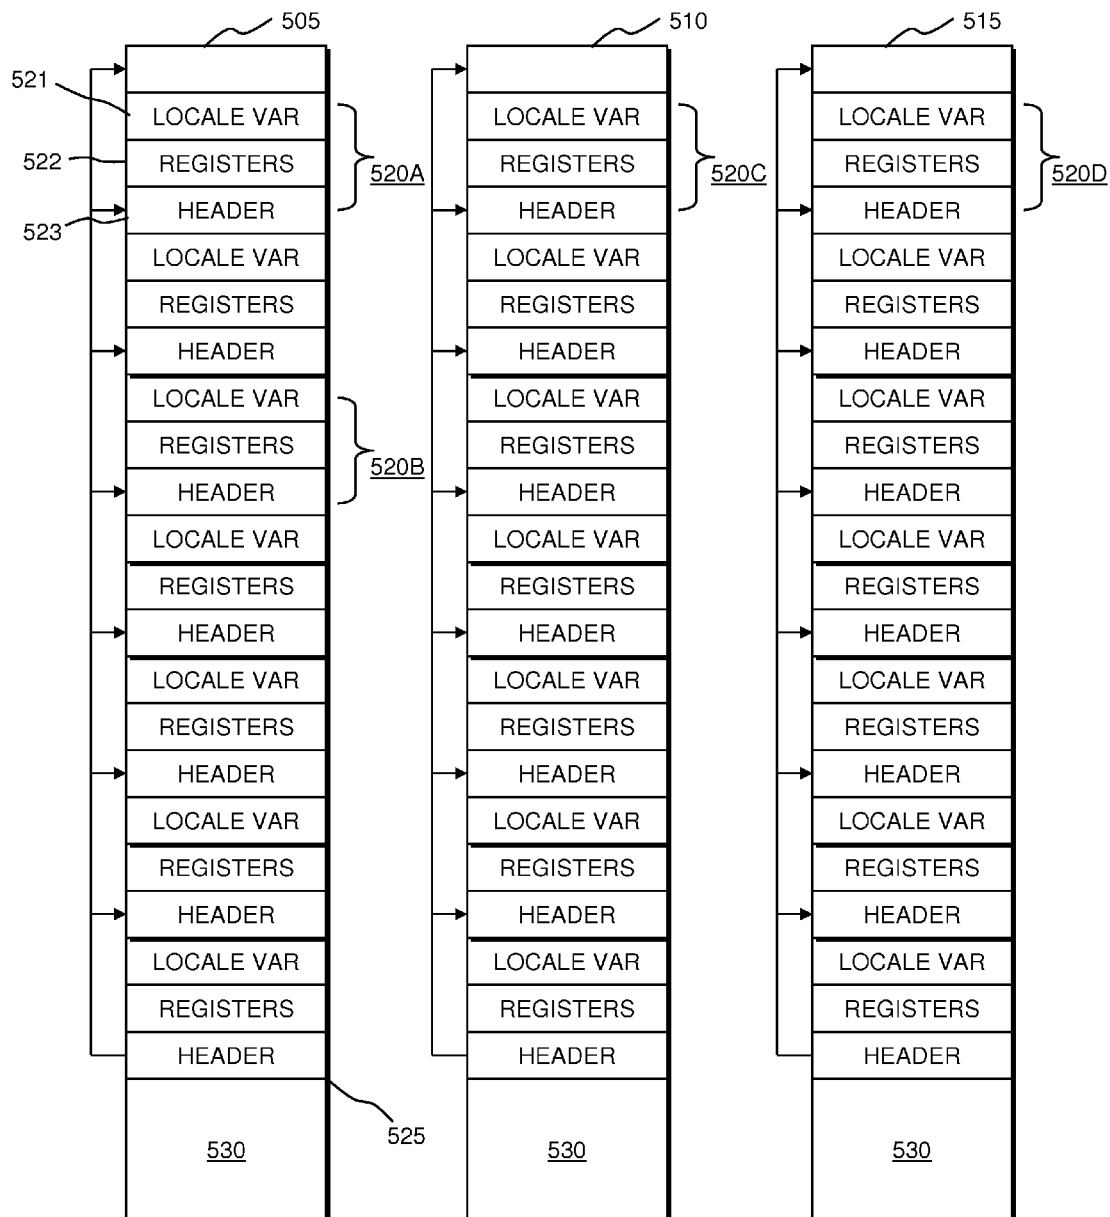 505 510 515
521
LOCALE VAR LOCALE VAR LOCALE VAR
522 REGISTERS 520A REGISTERS 520C REGISTERS 520D
523 HEADER HEADER HEADER
LOCALE VAR LOCALE VAR LOCALE VAR
REGISTERS REGISTERS REGISTERS
HEADER HEADER HEADER
LOCALE VAR LOCALE VAR LOCALE VAR
REGISTERS 520B REGISTERS REGISTERS
HEADER HEADER HEADER
LOCALE VAR LOCALE VAR LOCALE VAR
REGISTERS REGISTERS REGISTERS
HEADER HEADER HEADER
LOCALE VAR LOCALE VAR LOCALE VAR
REGISTERS REGISTERS REGISTERS
HEADER HEADER HEADER
LOCALE VAR LOCALE VAR LOCALE VAR
REGISTERS REGISTERS REGISTERS
HEADER HEADER HEADER
LOCALE VAR LOCALE VAR LOCALE VAR
REGISTERS REGISTERS REGISTERS
HEADER HEADER HEADER
525
530 530 530